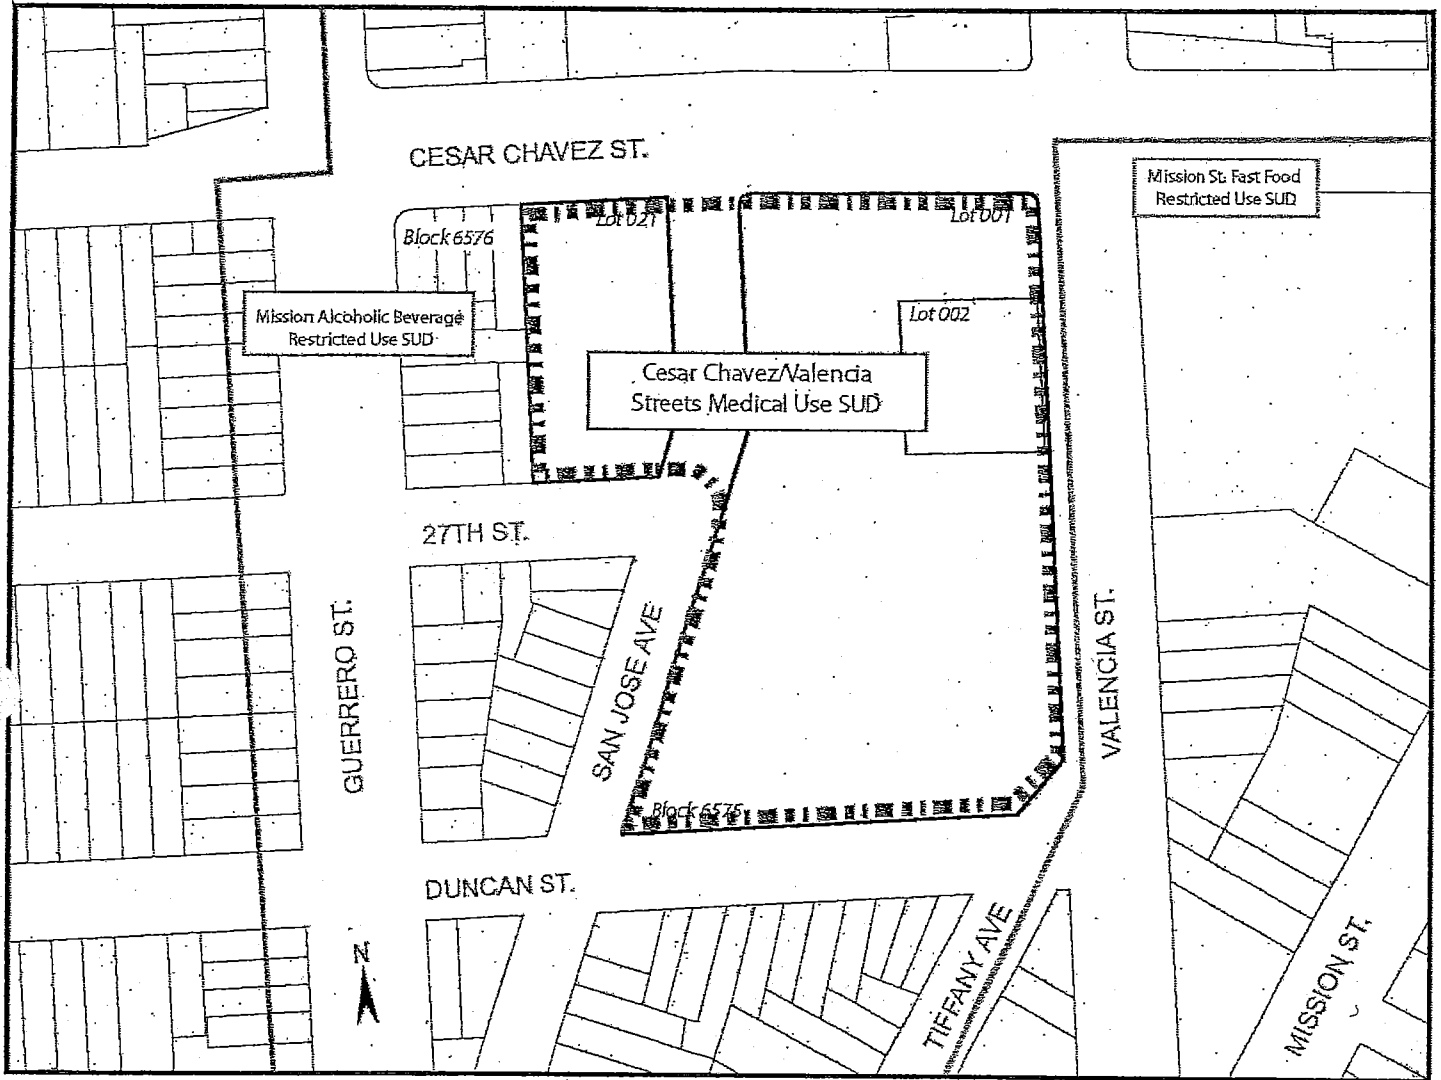 CESAR CHAVEZ ST.
Mission St. Fast Food
Restricted Use SUD
Lot 021
Lot 001
Block 6576
Mission Alcoholic Beverage
Restricted Use SUD
Lot 002
Cesar Chavez/Valencia
Streets Medical Use SUD
27TH ST.
GUERRERO ST.
SAN JOSE AVE
VALENCIA ST.
Block 6575
DUNCAN ST.
N
TIFFANY AVE
MISSION ST.